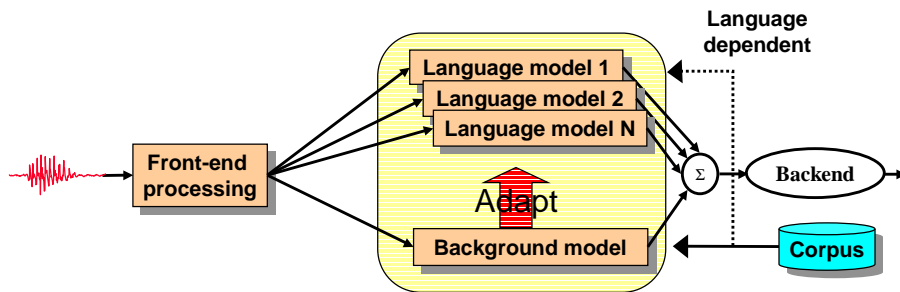 Language
dependent
Language model 1
Language model 2
Language model N
Front-end
processing
Σ
Backend
Adapt
Background model
Corpus